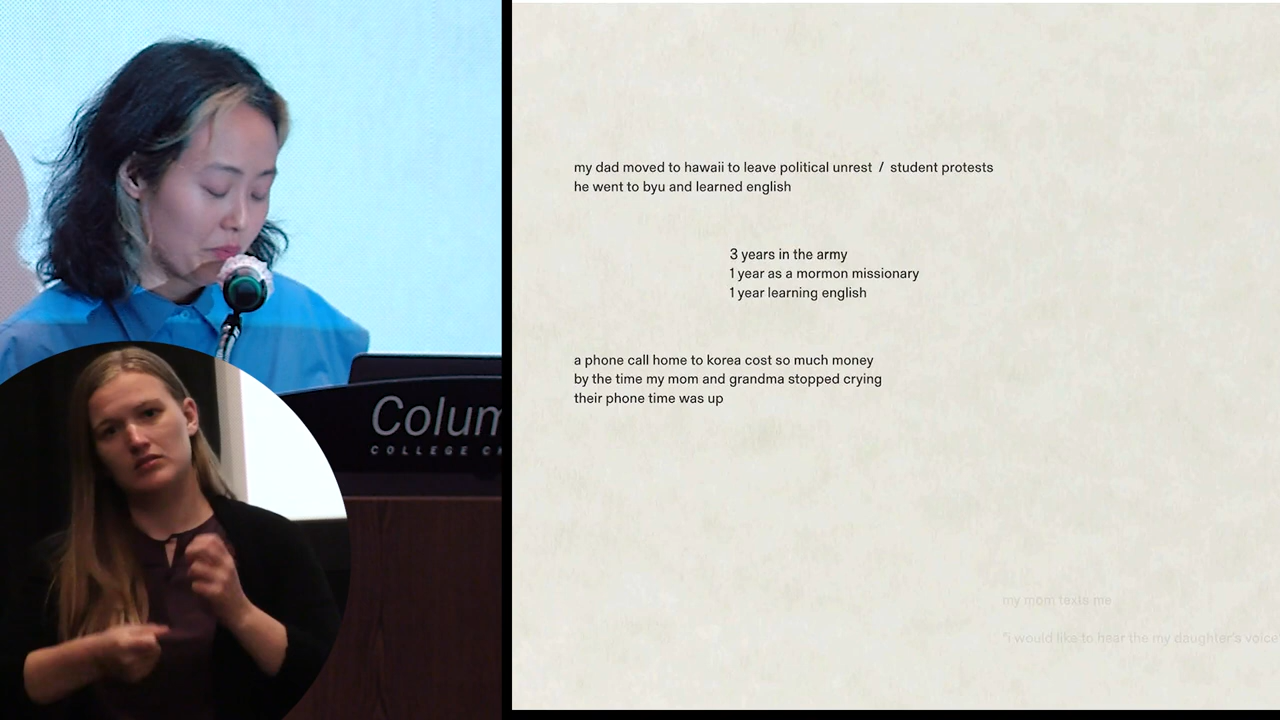 Colum
COLLEGE CH
my dad moved to hawaii to leave political unrest / student protests
he went to byu and learned english
3 years in the army
1 year as a mormon missionary
1 year learning english
a phone call home to korea cost so much money
by the time my mom and grandma stopped crying
their phone time was up
my mom texts me
"i would like to hear the my daughter's voice"